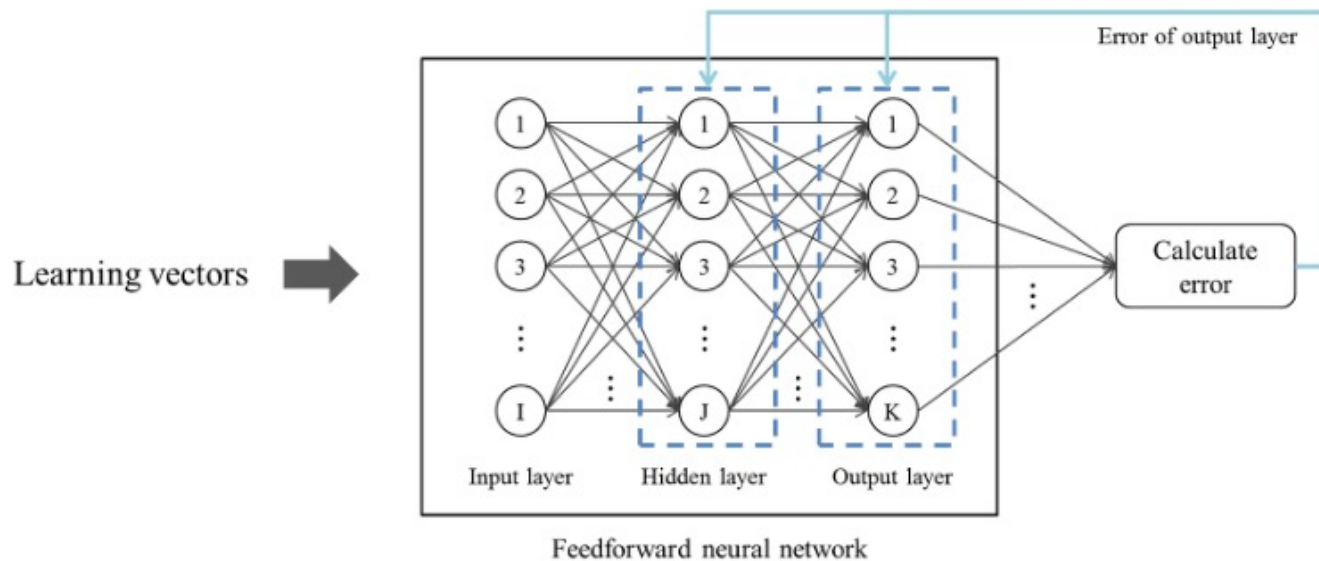 Error of output layer
1
1
1
2
2
2
Learning vectors
3
3
3
Calculate
error
⋮
⋮
⋮
⋮
⋮
⋮
I
J
K
Input layer
Hidden layer
Output layer
Feedforward neural network